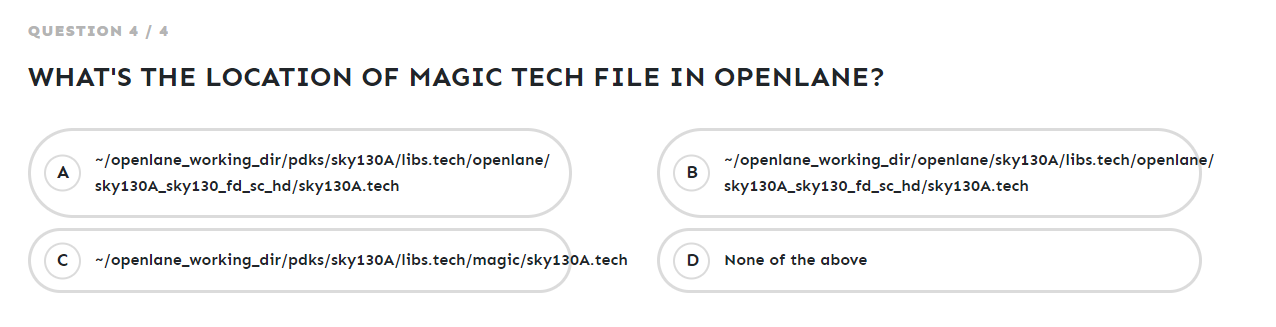 QUESTION 4 / 4
WHAT'S THE LOCATION OF MAGIC TECH FILE IN OPENLANE?
A
~/openlane_working_dir/pdks/sky130A/libs.tech/openlane/
sky130A_sky130_fd_sc_hd/sky130A.tech
B
~/openlane_working_dir/openlane/sky130A/libs.tech/openlane/
sky130A_sky130_fd_sc_hd/sky130A.tech
C
~/openlane_working_dir/pdks/sky130A/libs.tech/magic/sky130A.tech
D
None of the above